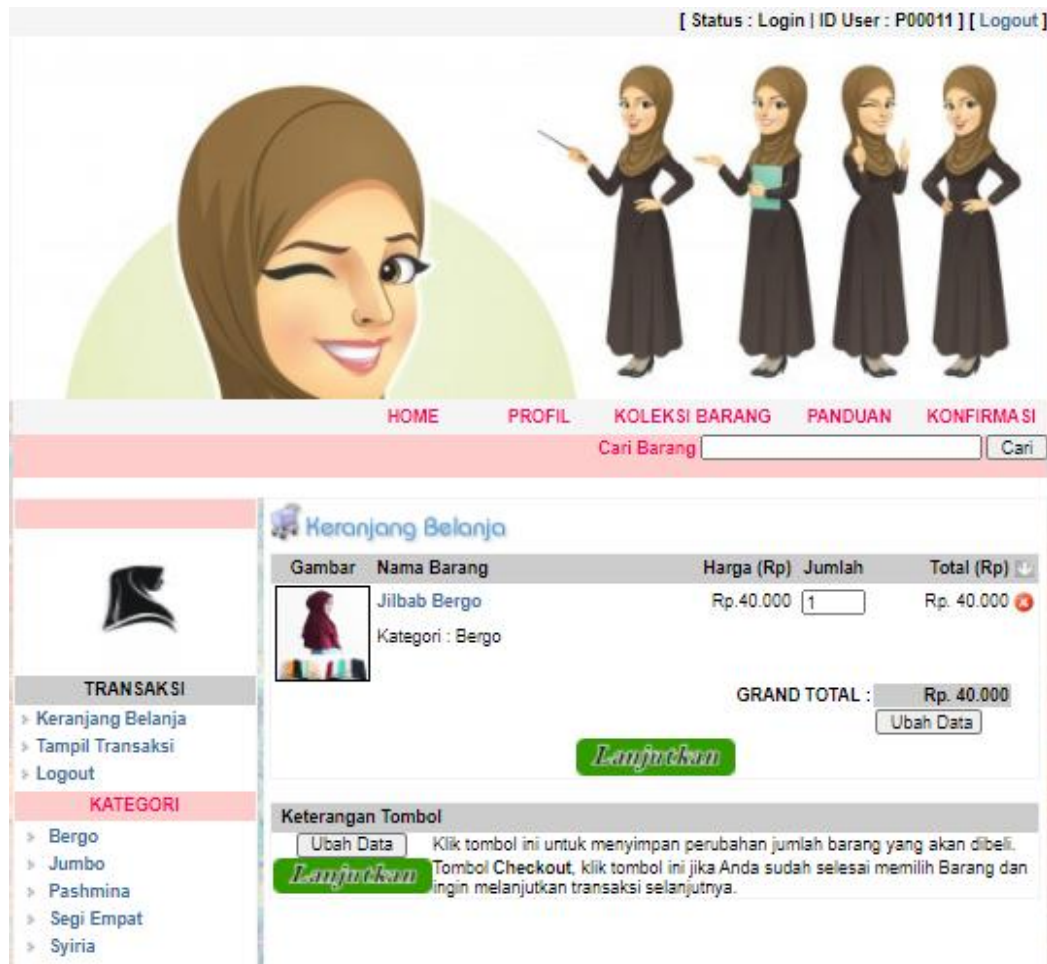 [ Status : Login | ID User : P00011 ] [ Logout ]
HOME PROFIL KOLEKSI BARANG PANDUAN KONFIRMASI
Cari Barang Cari
Keranjang Belanja
Gambar Nama Barang Harga (Rp) Jumlah Total (Rp)
Jilbab Bergo Rp.40.000 1 Rp. 40.000
Kategori : Bergo
GRAND TOTAL : Rp. 40.000
Ubah Data
Lanjutkan
TRANSAKSI
Keranjang Belanja
Tampil Transaksi
Logout
KATEGORI
Bergo
Jumbo
Pashmina
Segi Empat
Syiria
Keterangan Tombol
Ubah Data Klik tombol ini untuk menyimpan perubahan jumlah barang yang akan dibeli.
Lanjutkan Tombol Checkout, klik tombol ini jika Anda sudah selesai memilih Barang dan
ingin melanjutkan transaksi selanjutnya.